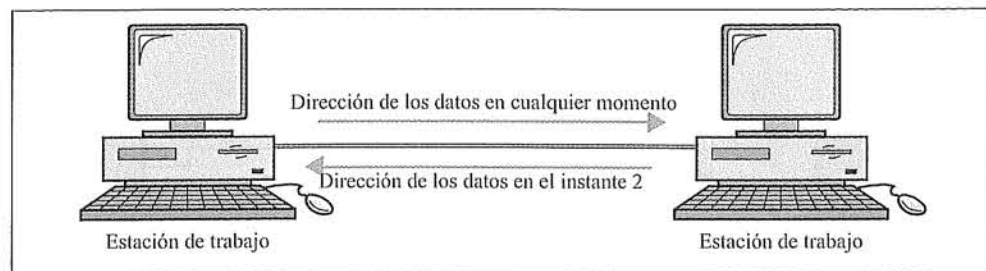 Dirección de los datos en cualquier momento
Dirección de los datos en el instante 2
Estación de trabajo
Estación de trabajo